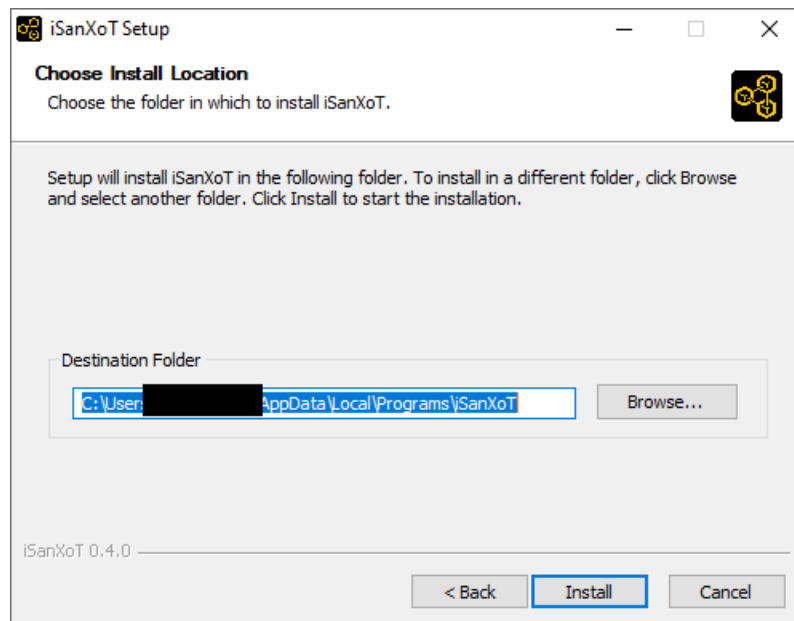 iSanXoT Setup
Choose Install Location
Choose the folder in which to install iSanXoT.
Setup will install iSanXoT in the following folder. To install in a different folder, click Browse
and select another folder. Click Install to start the installation.
Destination Folder
C:\Users AppData\Local\Programs\iSanXoT
Browse...
iSanXoT 0.4.0
< Back
Install
Cancel